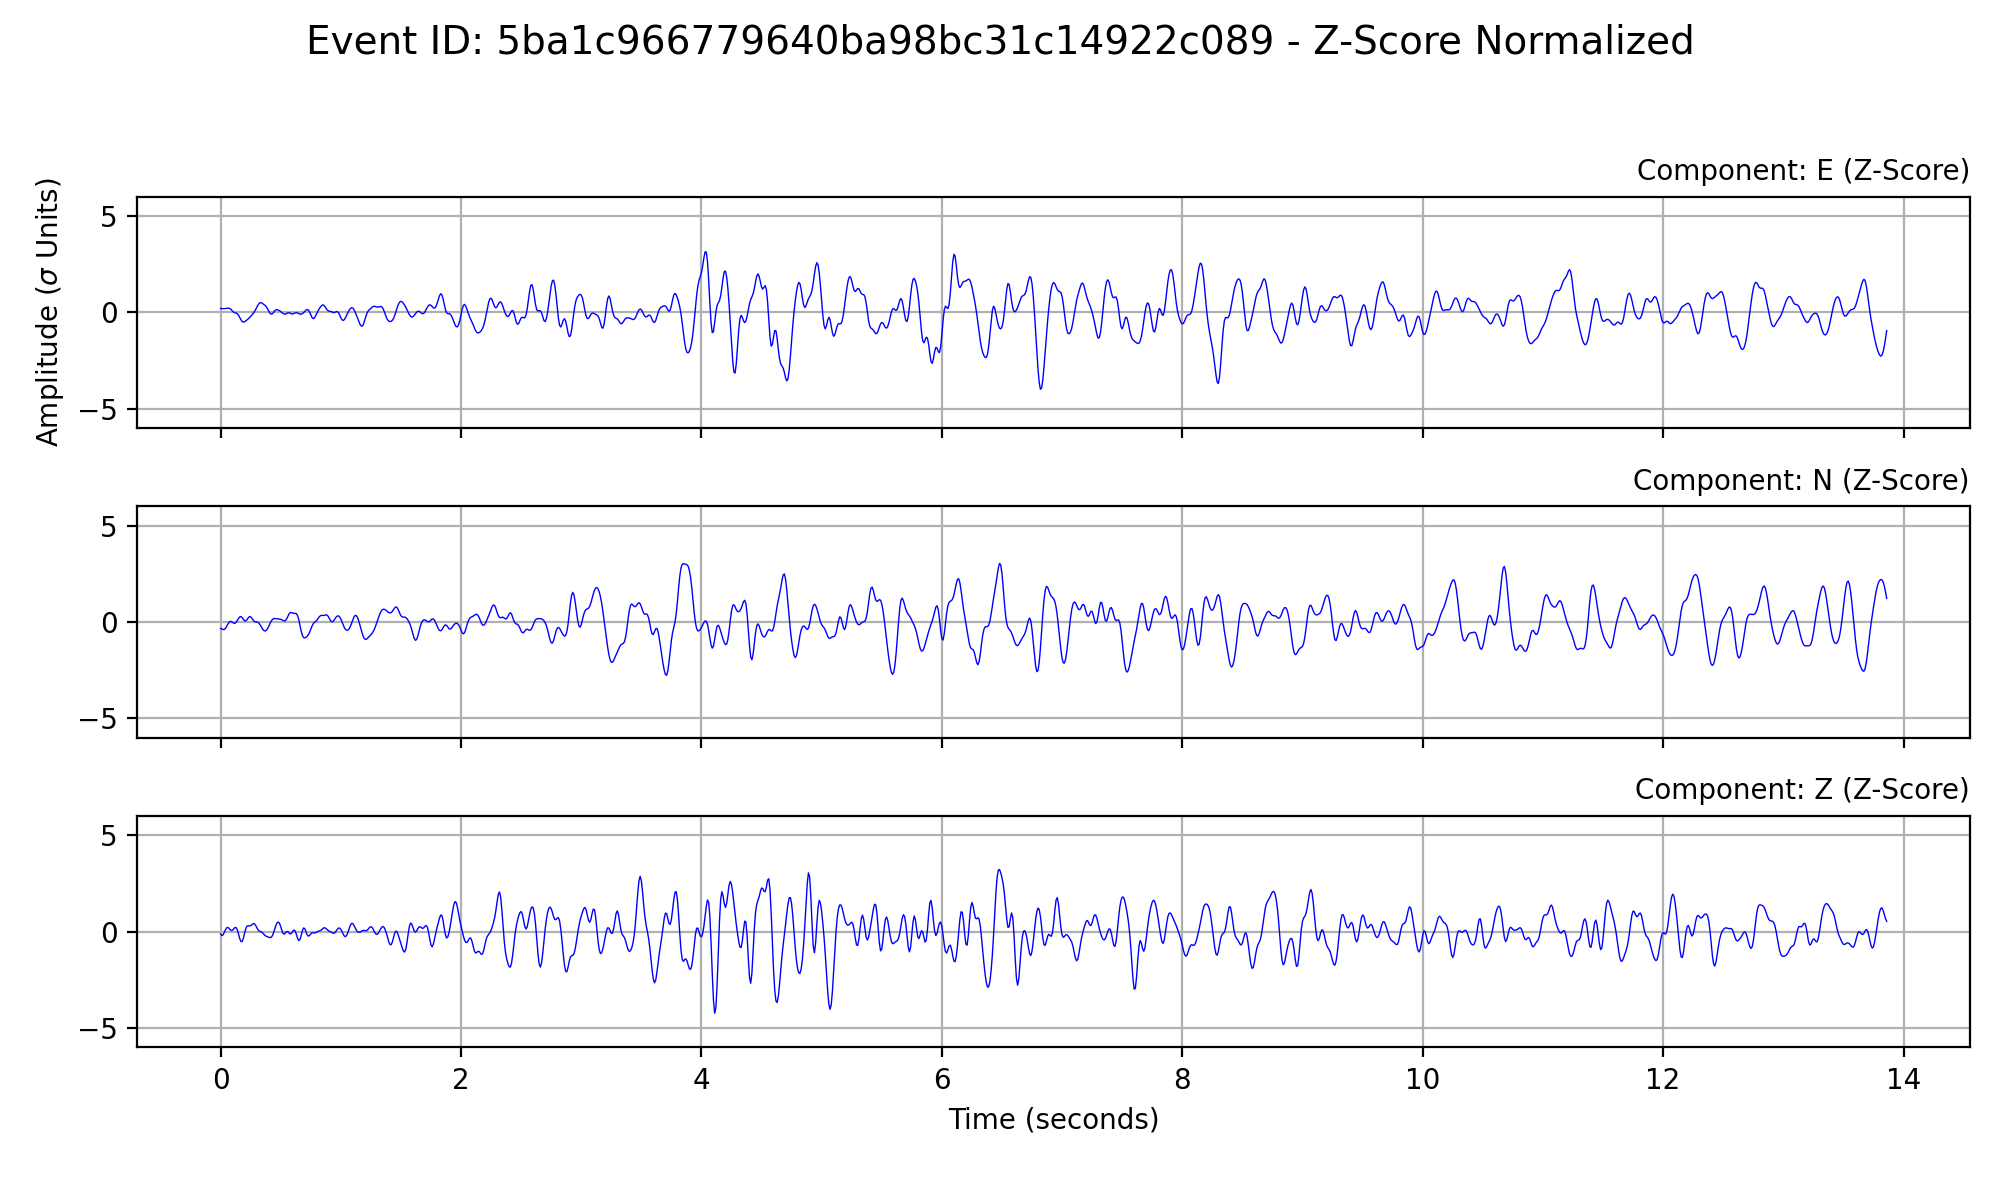 Event ID: 5ba1c966779640ba98bc31c14922c089 - Z-Score Normalized
Component: E (Z-Score)
Amplitude (σ Units)
5
0
−5
Component: N (Z-Score)
5
0
−5
Component: Z (Z-Score)
5
0
−5
0 2 4 6 8 10 12 14
Time (seconds)